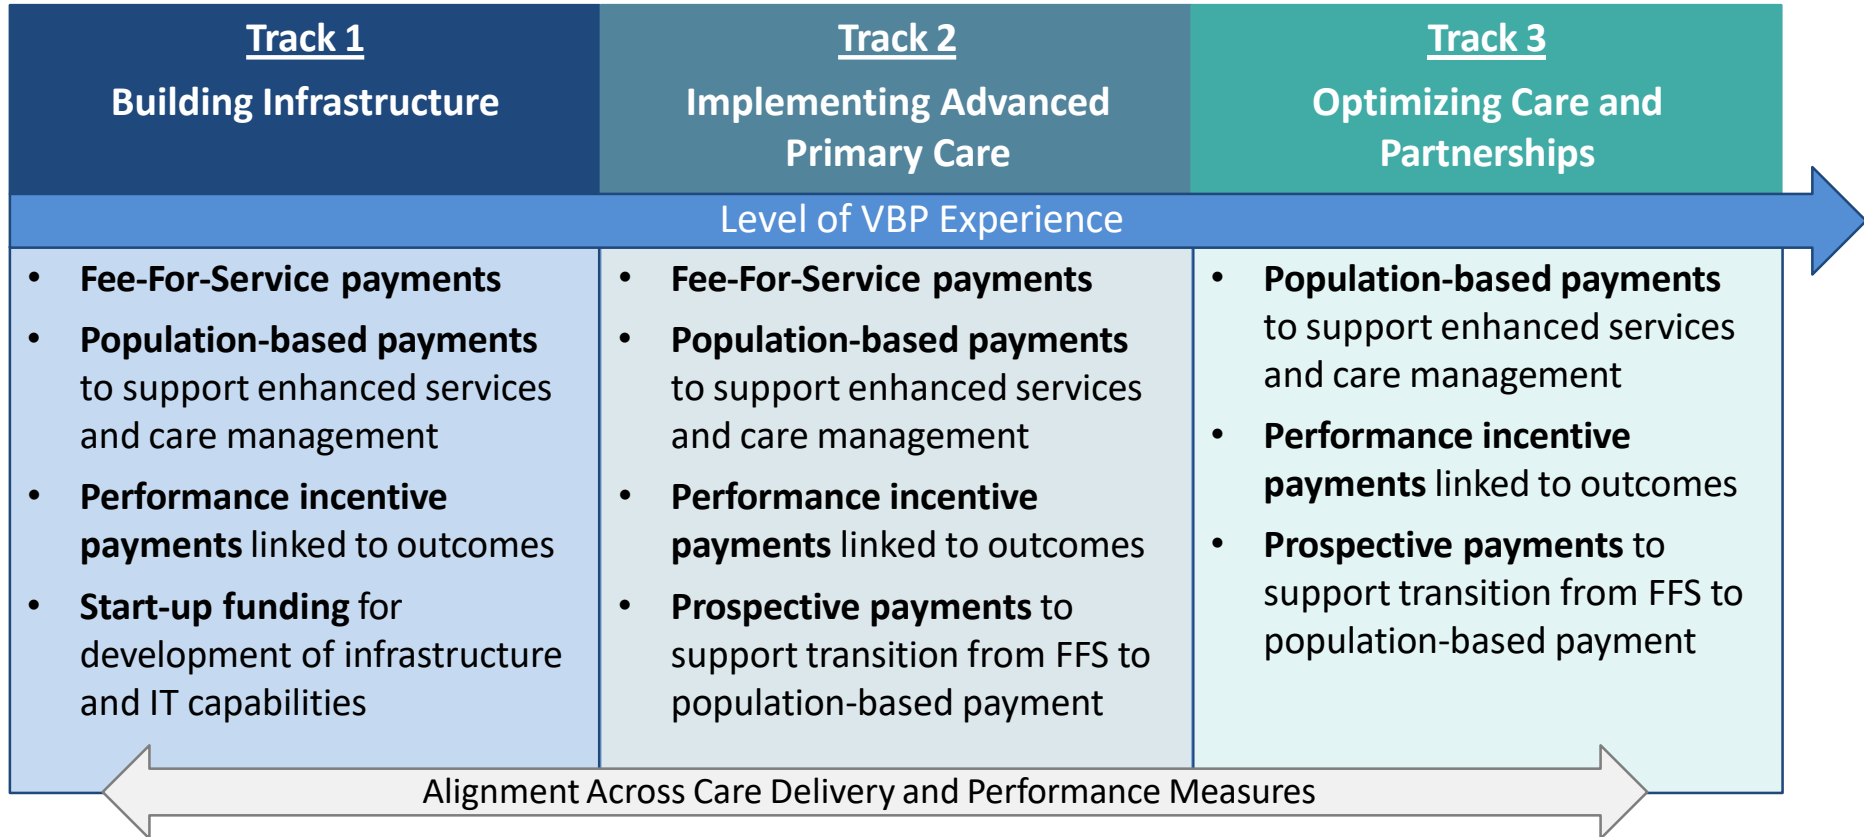 Track 1
Building Infrastructure
Track 2
Implementing Advanced
Primary Care
Track 3
Optimizing Care and
Partnerships
Level of VBP Experience
• Fee-For-Service payments
• Population-based payments
to support enhanced services
and care management
• Performance incentive
payments linked to outcomes
• Start-up funding for
development of infrastructure
and IT capabilities
• Fee-For-Service payments
• Population-based payments
to support enhanced services
and care management
• Performance incentive
payments linked to outcomes
• Prospective payments to
support transition from FFS to
population-based payment
• Population-based payments
to support enhanced services
and care management
• Performance incentive
payments linked to outcomes
• Prospective payments to
support transition from FFS to
population-based payment
Alignment Across Care Delivery and Performance Measures